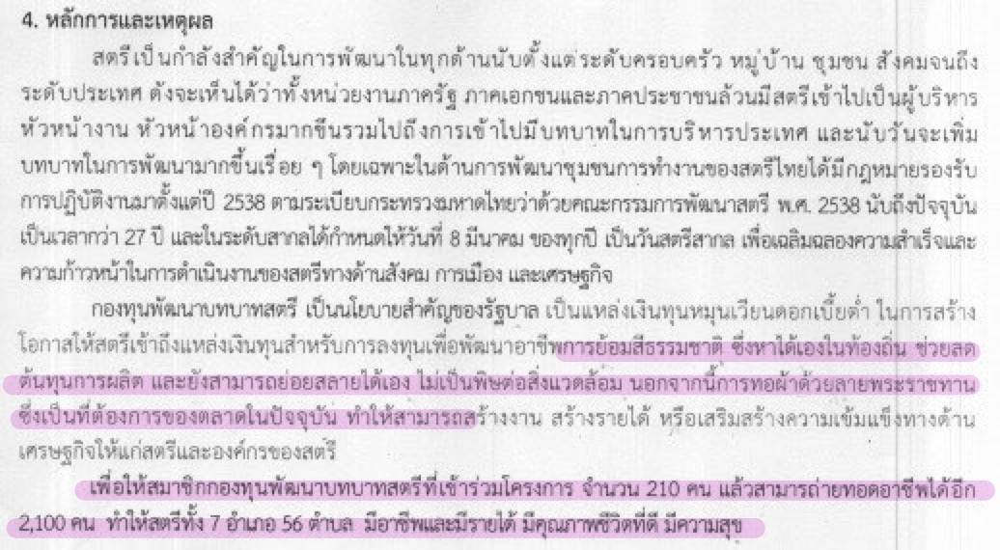 4. หลักการและเหตุผล
สตรีเป็นกำลังสำคัญในการพัฒนาในทุกด้านนับตั้งแต่ระดับครอบครัว หมู่บ้าน ชุมชน สังคมจนถึง
ระดับประเทศ ดังจะเห็นได้ว่าทั้งหน่วยงานภาครัฐ ภาคเอกชนและภาคประชาชนล้วนมีสตรีเข้าไปเป็นผู้บริหาร
หัวหน้างาน หัวหน้าองค์กรมากขึ้นรวมไปถึงการเข้าไปมีบทบาทในการบริหารประเทศ และนับวันจะเพิ่ม
บทบาทในการพัฒนามากขึ้นเรื่อย ๆ โดยเฉพาะในด้านการพัฒนาชุมชนการทำงานของสตรีไทยได้มีกฎหมายรองรับ
การปฏิบัติงานมาตั้งแต่ปี 2538 ตามระเบียบกระทรวงมหาดไทยว่าด้วยคณะกรรมการพัฒนาสตรี พ.ศ. 2538 นับถึงปัจจุบัน
เป็นเวลากว่า 27 ปี และในระดับสากลได้กำหนดให้วันที่ 8 มีนาคม ของทุกปี เป็นวันสตรีสากล เพื่อเฉลิมฉลองความสำเร็จและ
ความก้าวหน้าในการดำเนินงานของสตรีทางด้านสังคม การเมือง และเศรษฐกิจ
กองทุนพัฒนาบทบาทสตรี เป็นนโยบายสำคัญของรัฐบาล เป็นแหล่งเงินทุนหมุนเวียนดอกเบี้ยต่ำ ในการสร้าง
โอกาสให้สตรีเข้าถึงแหล่งเงินทุนสำหรับการลงทุนเพื่อพัฒนาอาชีพการย้อมสีธรรมชาติ ซึ่งหาได้เองในท้องถิ่น ช่วยลด
ต้นทุนการผลิต และยังสามารถย่อยสลายได้เอง ไม่เป็นพิษต่อสิ่งแวดล้อม นอกจากนี้การทอผ้าด้วยลายพระราชทาน
ซึ่งเป็นที่ต้องการของตลาดในปัจจุบัน ทำให้สามารถสร้างงาน สร้างรายได้ หรือเสริมสร้างความเข้มแข็งทางด้าน
เศรษฐกิจให้แก่สตรีและองค์กรของสตรี
เพื่อให้สมาชิกกองทุนพัฒนาบทบาทสตรีที่เข้าร่วมโครงการ จำนวน 210 คน แล้วสามารถ่ายทอดอาชีพได้อีก
2,100 คน ทำให้สตรีทั้ง 7 อำเภอ 56 ตำบล มีอาชีพและมีรายได้ มีคุณภาพชีวิตที่ดี มีความสุข